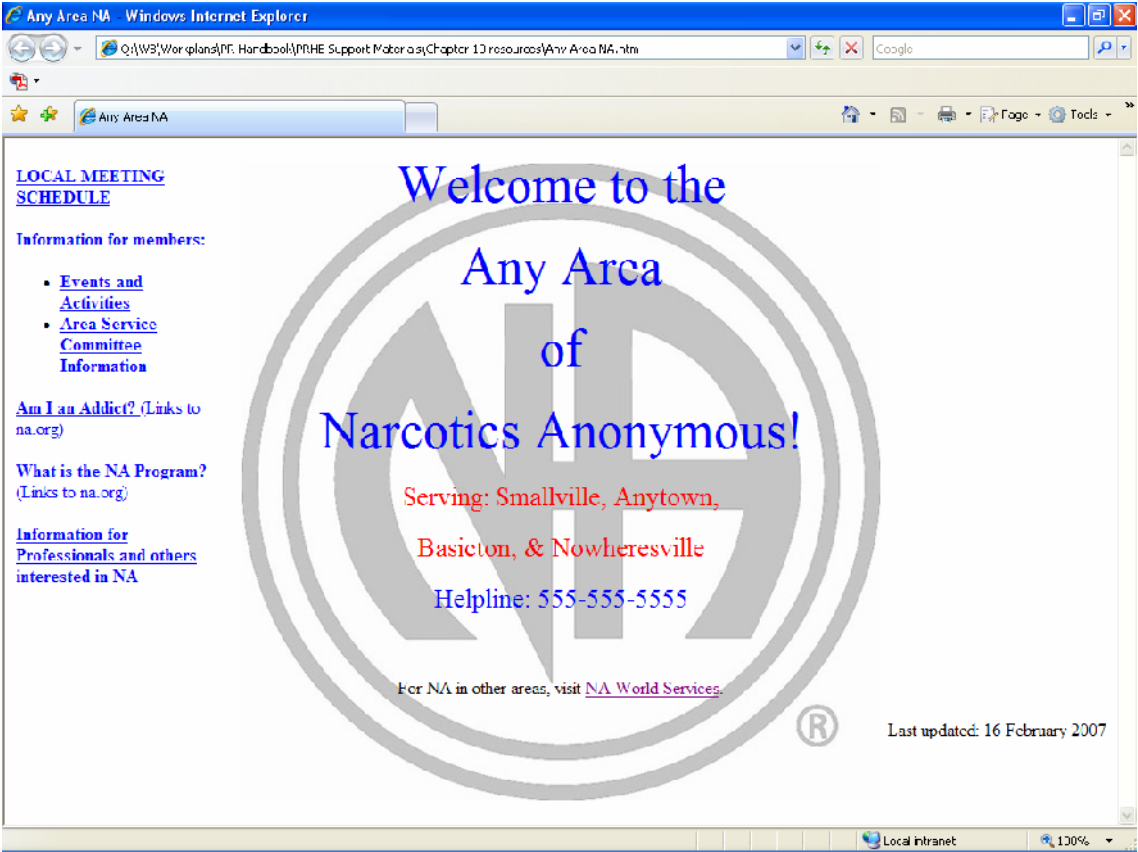 Any Area NA - Windows Internet Explorer
Google
Any Area NA
Page
Tools
LOCAL MEETING
SCHEDULE
Information for members:
Events and
Activities
Area Service
Committee
Information
Am I an Addict? (Links to
na.org)
What is the NA Program?
(Links to na.org)
Information for
Professionals and others
interested in NA
Welcome to the
Any Area
of
Narcotics Anonymous!
Serving: Smallville, Anytown,
Basicton, & Nowheresville
Helpline: 555-555-5555
For NA in other areas, visit NA World Services.
NA
®
Last updated: 16 February 2007
Local intranet
100%